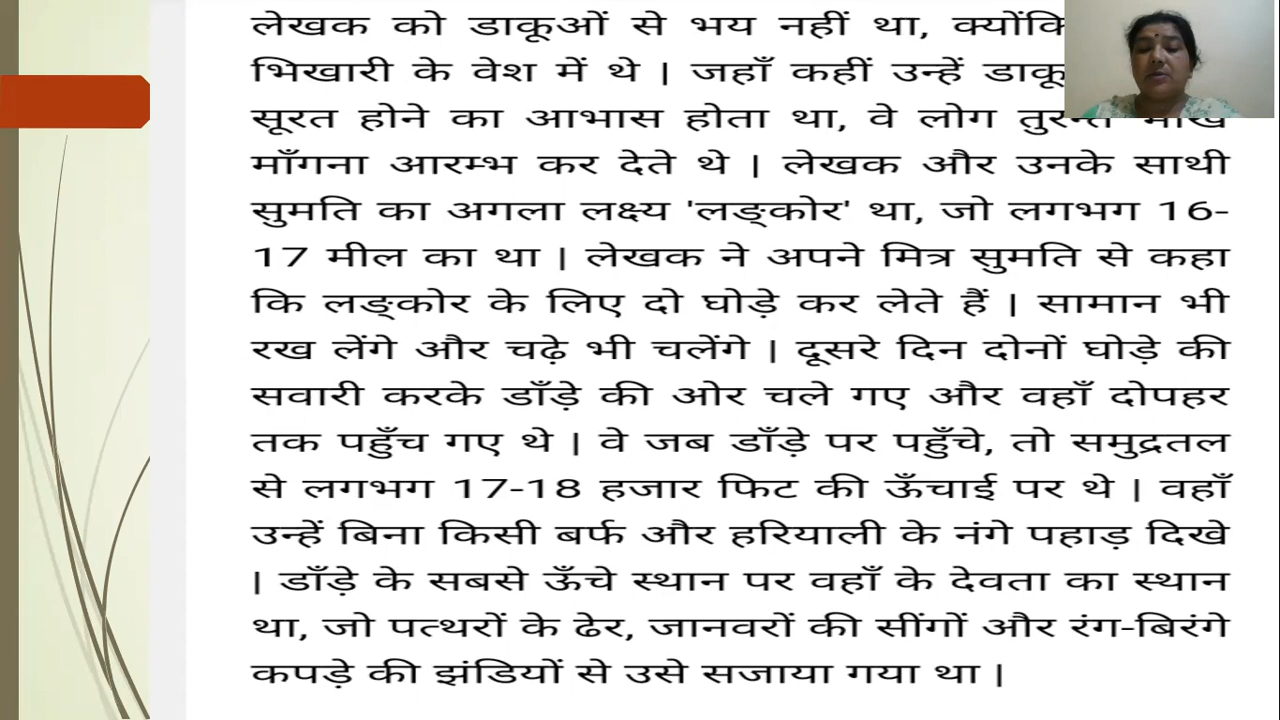 लेखक को डाकूओं से भय नहीं था,
भिखारी के वेश में थे | जहाँ कहीं उन्हें
सूरत होने का आभास होता था, वे लोग
माँगना आरम्भ कर देते थे | लेखक और उनके साथी
सुमति का अगला लक्ष्य 'लङ्कोर' था, जो लगभग 16-
17 मील का था | लेखक ने अपने मित्र सुमति से कहा
कि लङ्कोर के लिए दो घोड़े कर लेते हैं | सामान भी
रख लेंगे और चढ़े भी चलेंगे | दूसरे दिन दोनों घोड़े की
सवारी करके डाँड़े की ओर चले गए और वहाँ दोपहर
तक पहुँच गए थे | वे जब डाँड़े पर पहुँचे, तो समुद्रतल
से लगभग 17-18 हजार फिट की ऊँचाई पर थे | वहाँ
उन्हें बिना किसी बर्फ और हरियाली के नंगे पहाड़ दिखे
| डाँड़े के सबसे ऊँचे स्थान पर वहाँ के देवता का स्थान
था, जो पत्थरों के ढेर, जानवरों की सींगों और रंग-बिरंगे
कपड़े की झंडियों से उसे सजाया गया था |